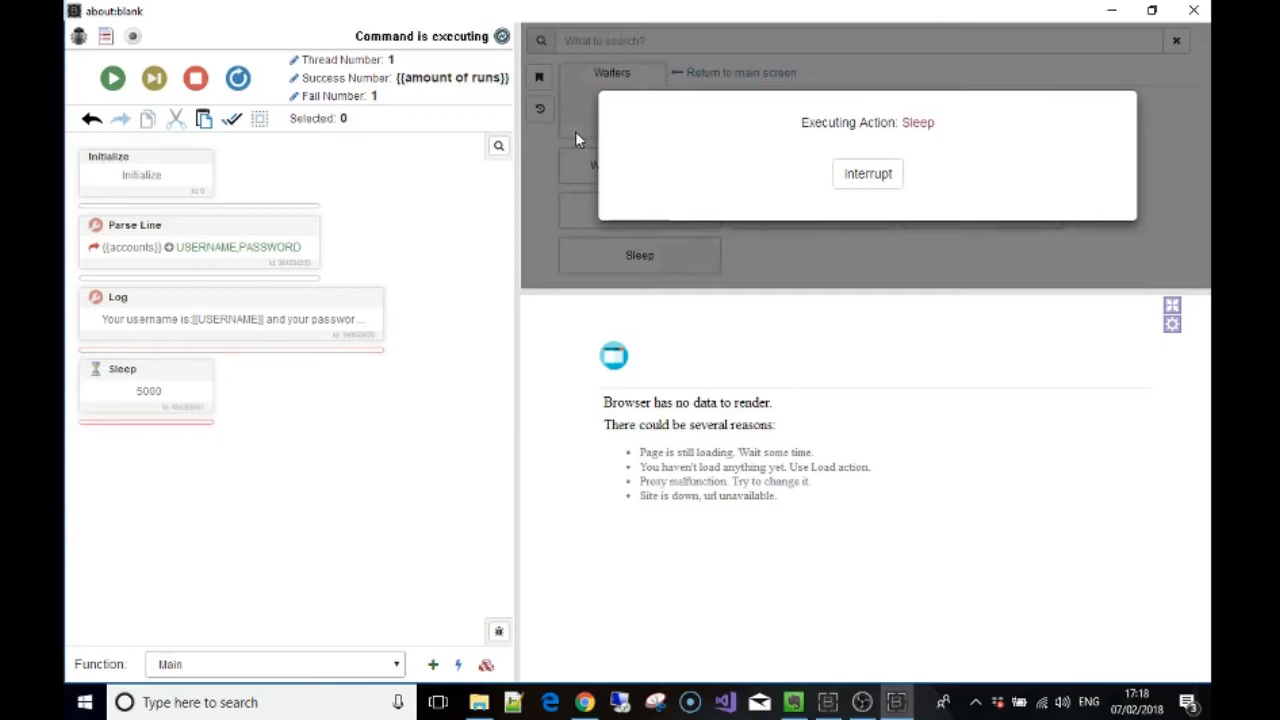 about:blank
Command is executing
Thread Number: 1
Success Number: {{amount of runs}}
Fail Number: 1
Selected: 0
Initialize
Initialize
Id: 0
Parse Line
{{accounts}} USERNAME,PASSWORD
Log
Your username is:[[USERNAME]] and your passwor ...
Sleep
5000
Function: Main
What to search?
Waiters
Return to main screen
Executing Action: Sleep
Interrupt
Sleep
Browser has no data to render.
There could be several reasons:
Page is still loading. Wait some time.
You haven't load anything yet. Use Load action.
Proxy malfunction. Try to change it.
Site is down, url unavailable.
Type here to search
ENG
17:18
07/02/2018
3